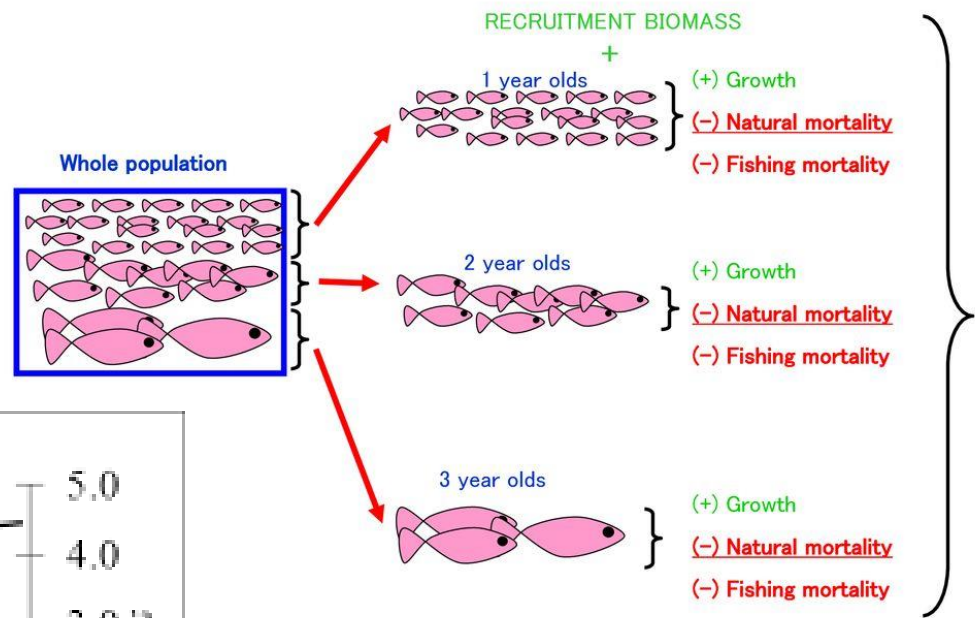 RECRUITMENT BIOMASS
+
1 year olds
(+) Growth
(-) Natural mortality
(-) Fishing mortality
Whole population
2 year olds
(+) Growth
(-) Natural mortality
(-) Fishing mortality
3 year olds
(+) Growth
(-) Natural mortality
(-) Fishing mortality
5.0
4.0